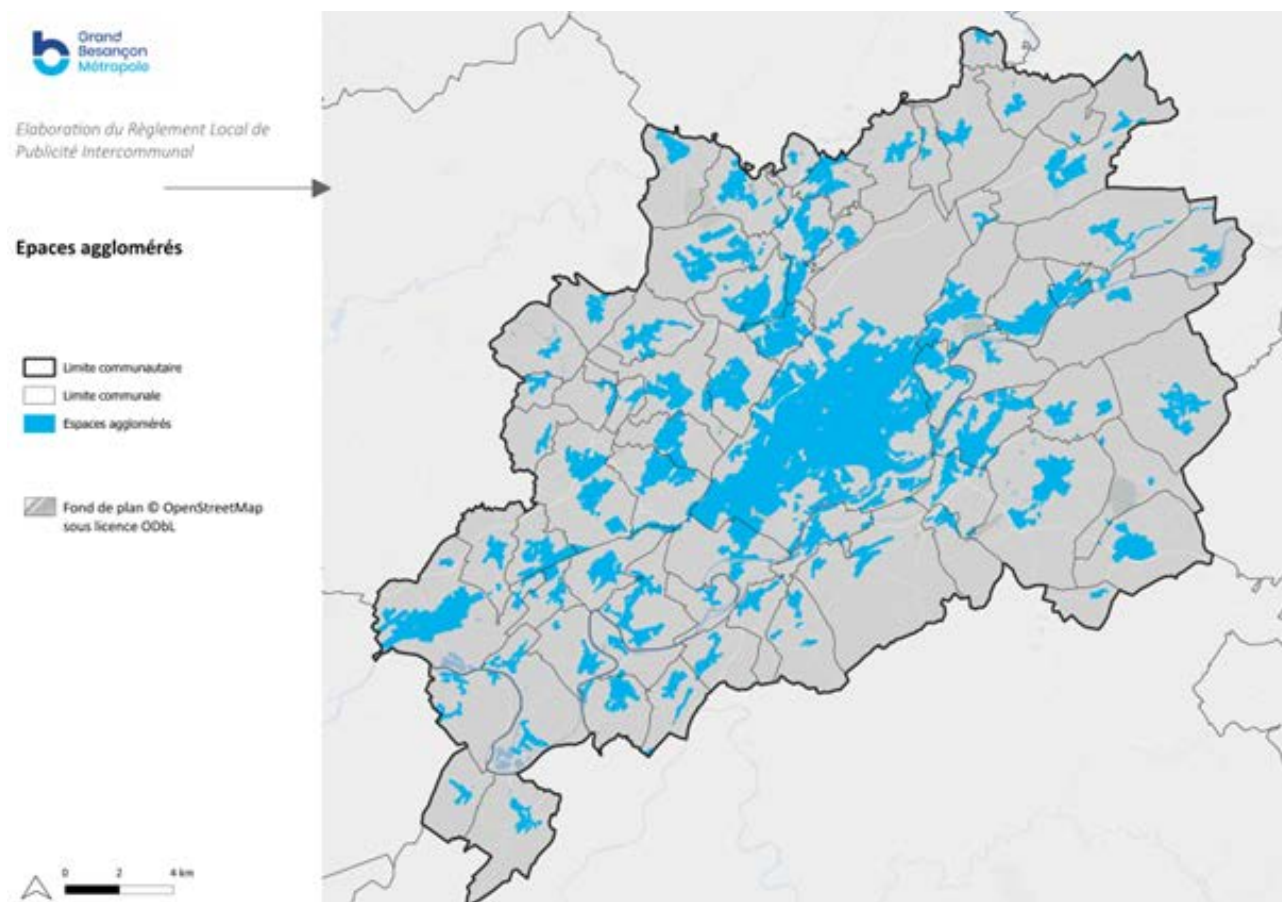 Grand
Besançon
Métropole
Elaboration du Règlement Local de
Publicité Intercommunal
Epaces agglomérés
Limite communautaire
Limite communale
Espaces agglomérés
Fond de plan © OpenStreetMap
sous licence ODbL
0 2 4 km